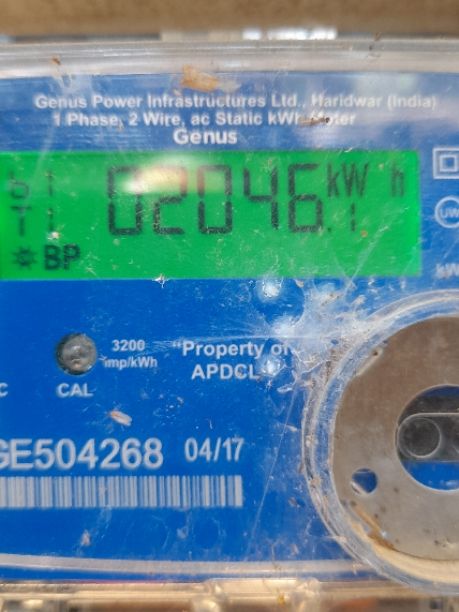 Genus Power Infrastructures Ltd., Haridwar (India)
1 Phase, 2 Wire, ac Static kWh Meter
Genus
02046.1 kW h
BP
UW
3200
imp/kWh
"Property of
APDCL
CAL
GE504268 04/17